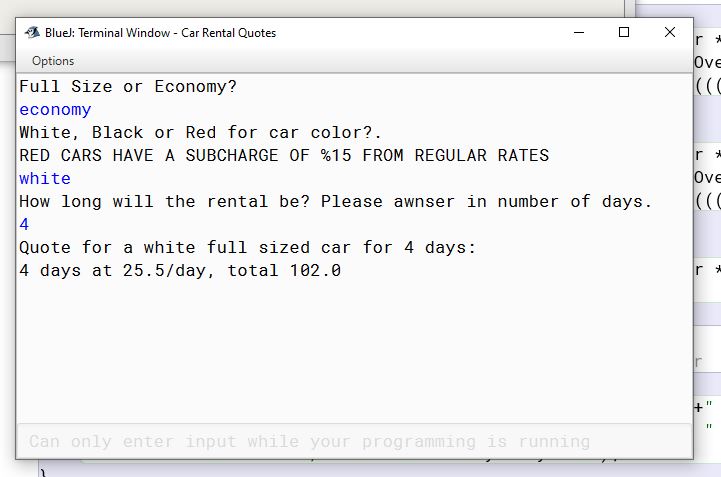 BlueJ: Terminal Window - Car Rental Quotes
Options
Full Size or Economy?
economy
White, Black or Red for car color?.
RED CARS HAVE A SUBCHARGE OF %15 FROM REGULAR RATES
white
How long will the rental be? Please awnser in number of days.
4
Quote for a white full sized car for 4 days:
4 days at 25.5/day, total 102.0
Can only enter input while your programming is running
r *
Ove
(((
r *
Ove
(((
r *
r
+"
"
}